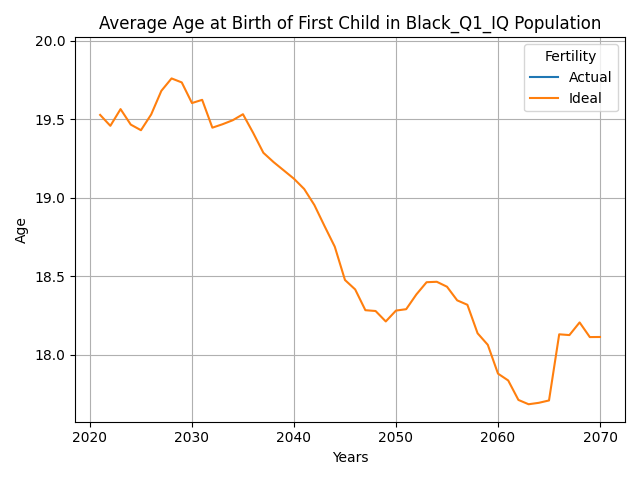 Average Age at Birth of First Child in Black_Q1_IQ Population
20.0
19.5
19.0
18.5
18.0
Age
Fertility
Actual
Ideal
2020 2030 2040 2050 2060 2070
Years